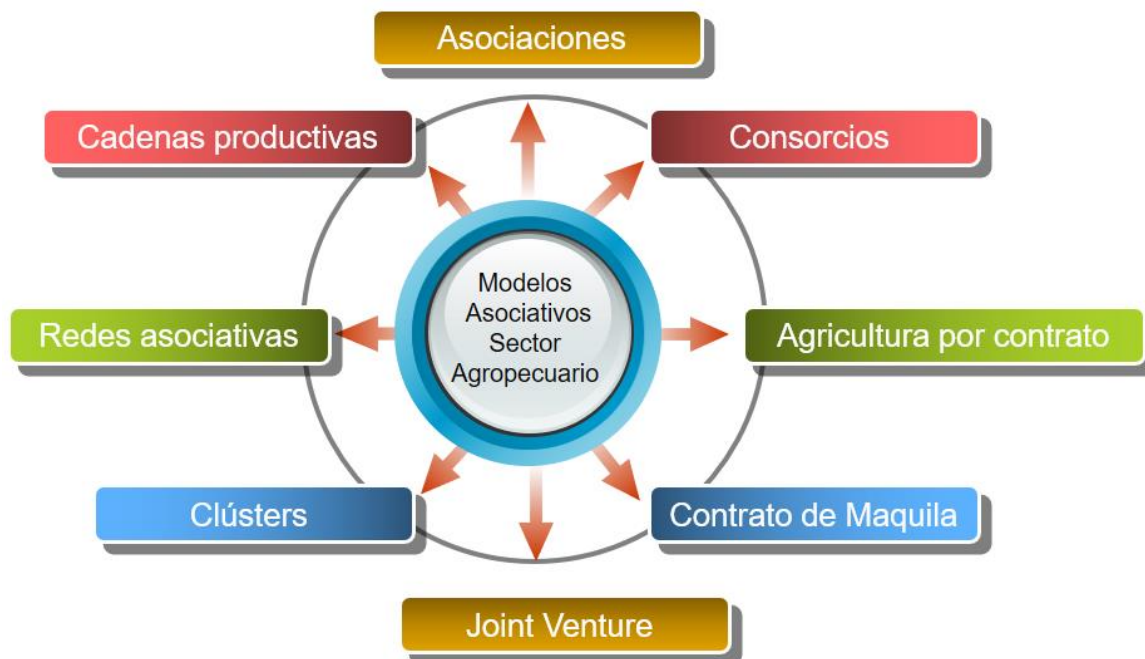 Asociaciones
Cadenas productivas
Consorcios
Modelos
Asociativos
Sector
Agropecuario
Redes asociativas
Agricultura por contrato
Clústers
Contrato de Maquila
Joint Venture